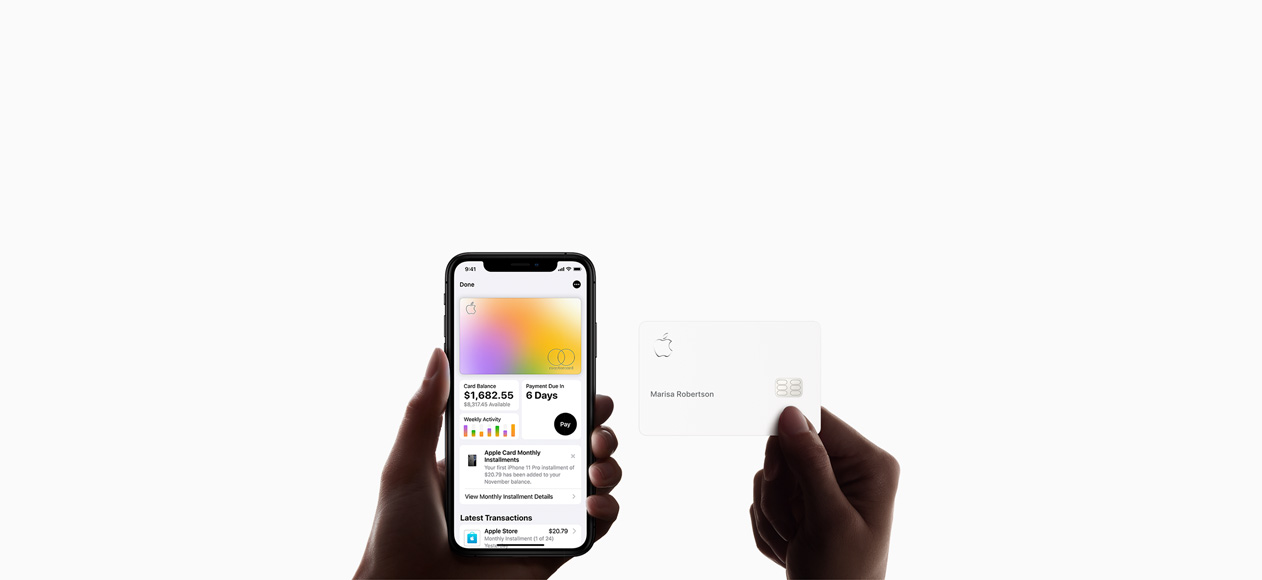 9:41
Done
Card Balance
$1,682.55
$8,317.45 Available
Payment Due In
6 Days
Weekly Activity
Pay
Apple Card Monthly
Installments
Your first iPhone 11 Pro installment of
$20.79 has been added to your
November balance.
View Monthly Installment Details
Latest Transactions
Apple Store $20.79
Monthly Installment (1 of 24)
Marisa Robertson